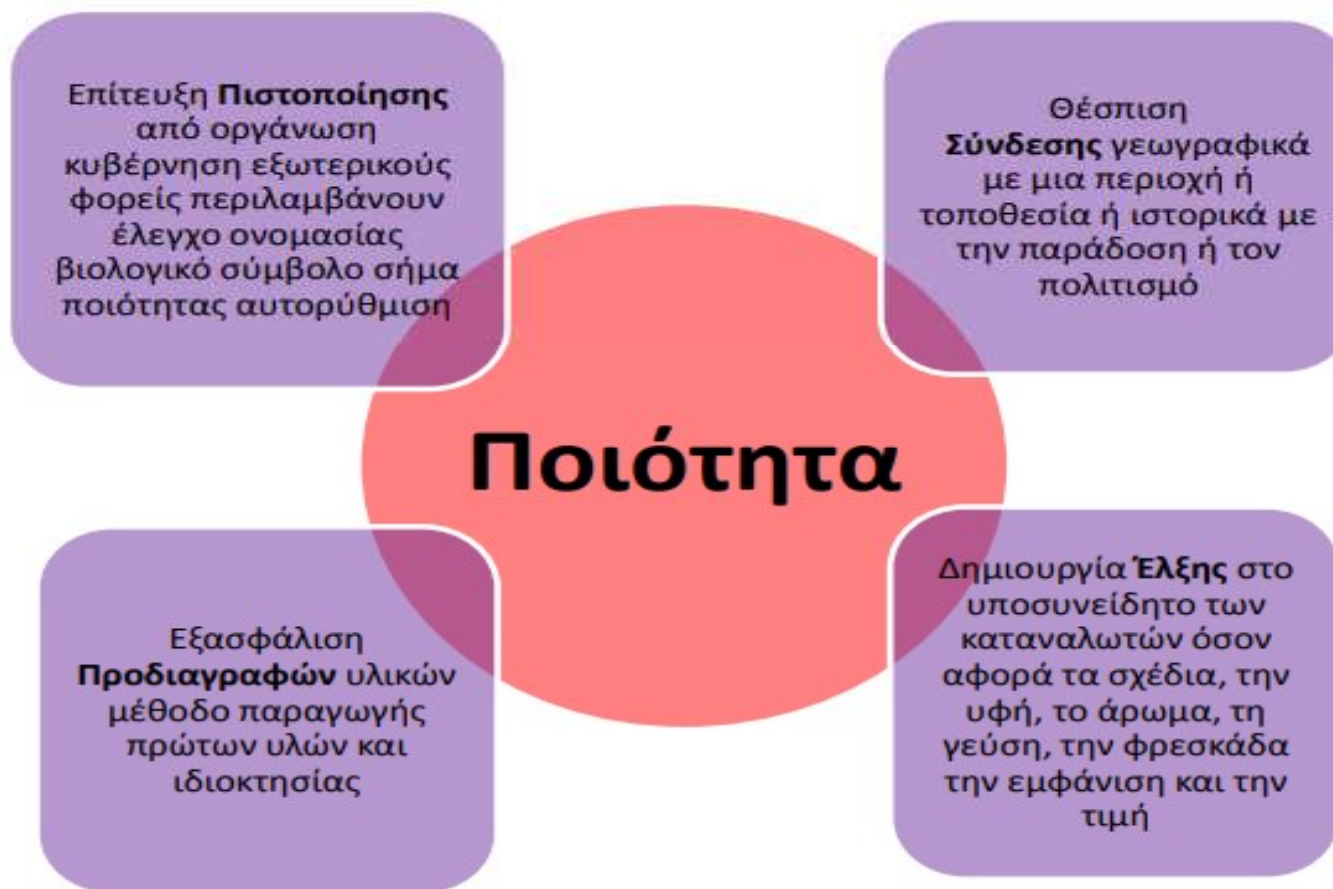 Επίτευξη Πιστοποίησης
από οργάνωση
κυβέρνηση εξωτερικούς
φορείς περιλαμβάνουν
έλεγχο ονομασίας
βιολογικό σύμβολο σήμα
ποιότητας αυτορύθμιση
Θέσπιση
Σύνδεσης γεωγραφικά
με μια περιοχή ή
τοποθεσία ή ιστορικά με
την παράδοση ή τον
πολιτισμό
Ποιότητα
Εξασφάλιση
Προδιαγραφών υλικών
μέθοδο παραγωγής
πρώτων υλών και
ιδιοκτησίας
Δημιουργία Έλξης στο
υποσυνείδητο των
καταναλωτών όσον
αφορά τα σχέδια, την
υφή, το άρωμα, τη
γεύση, την φρεσκάδα
την εμφάνιση και την
τιμή